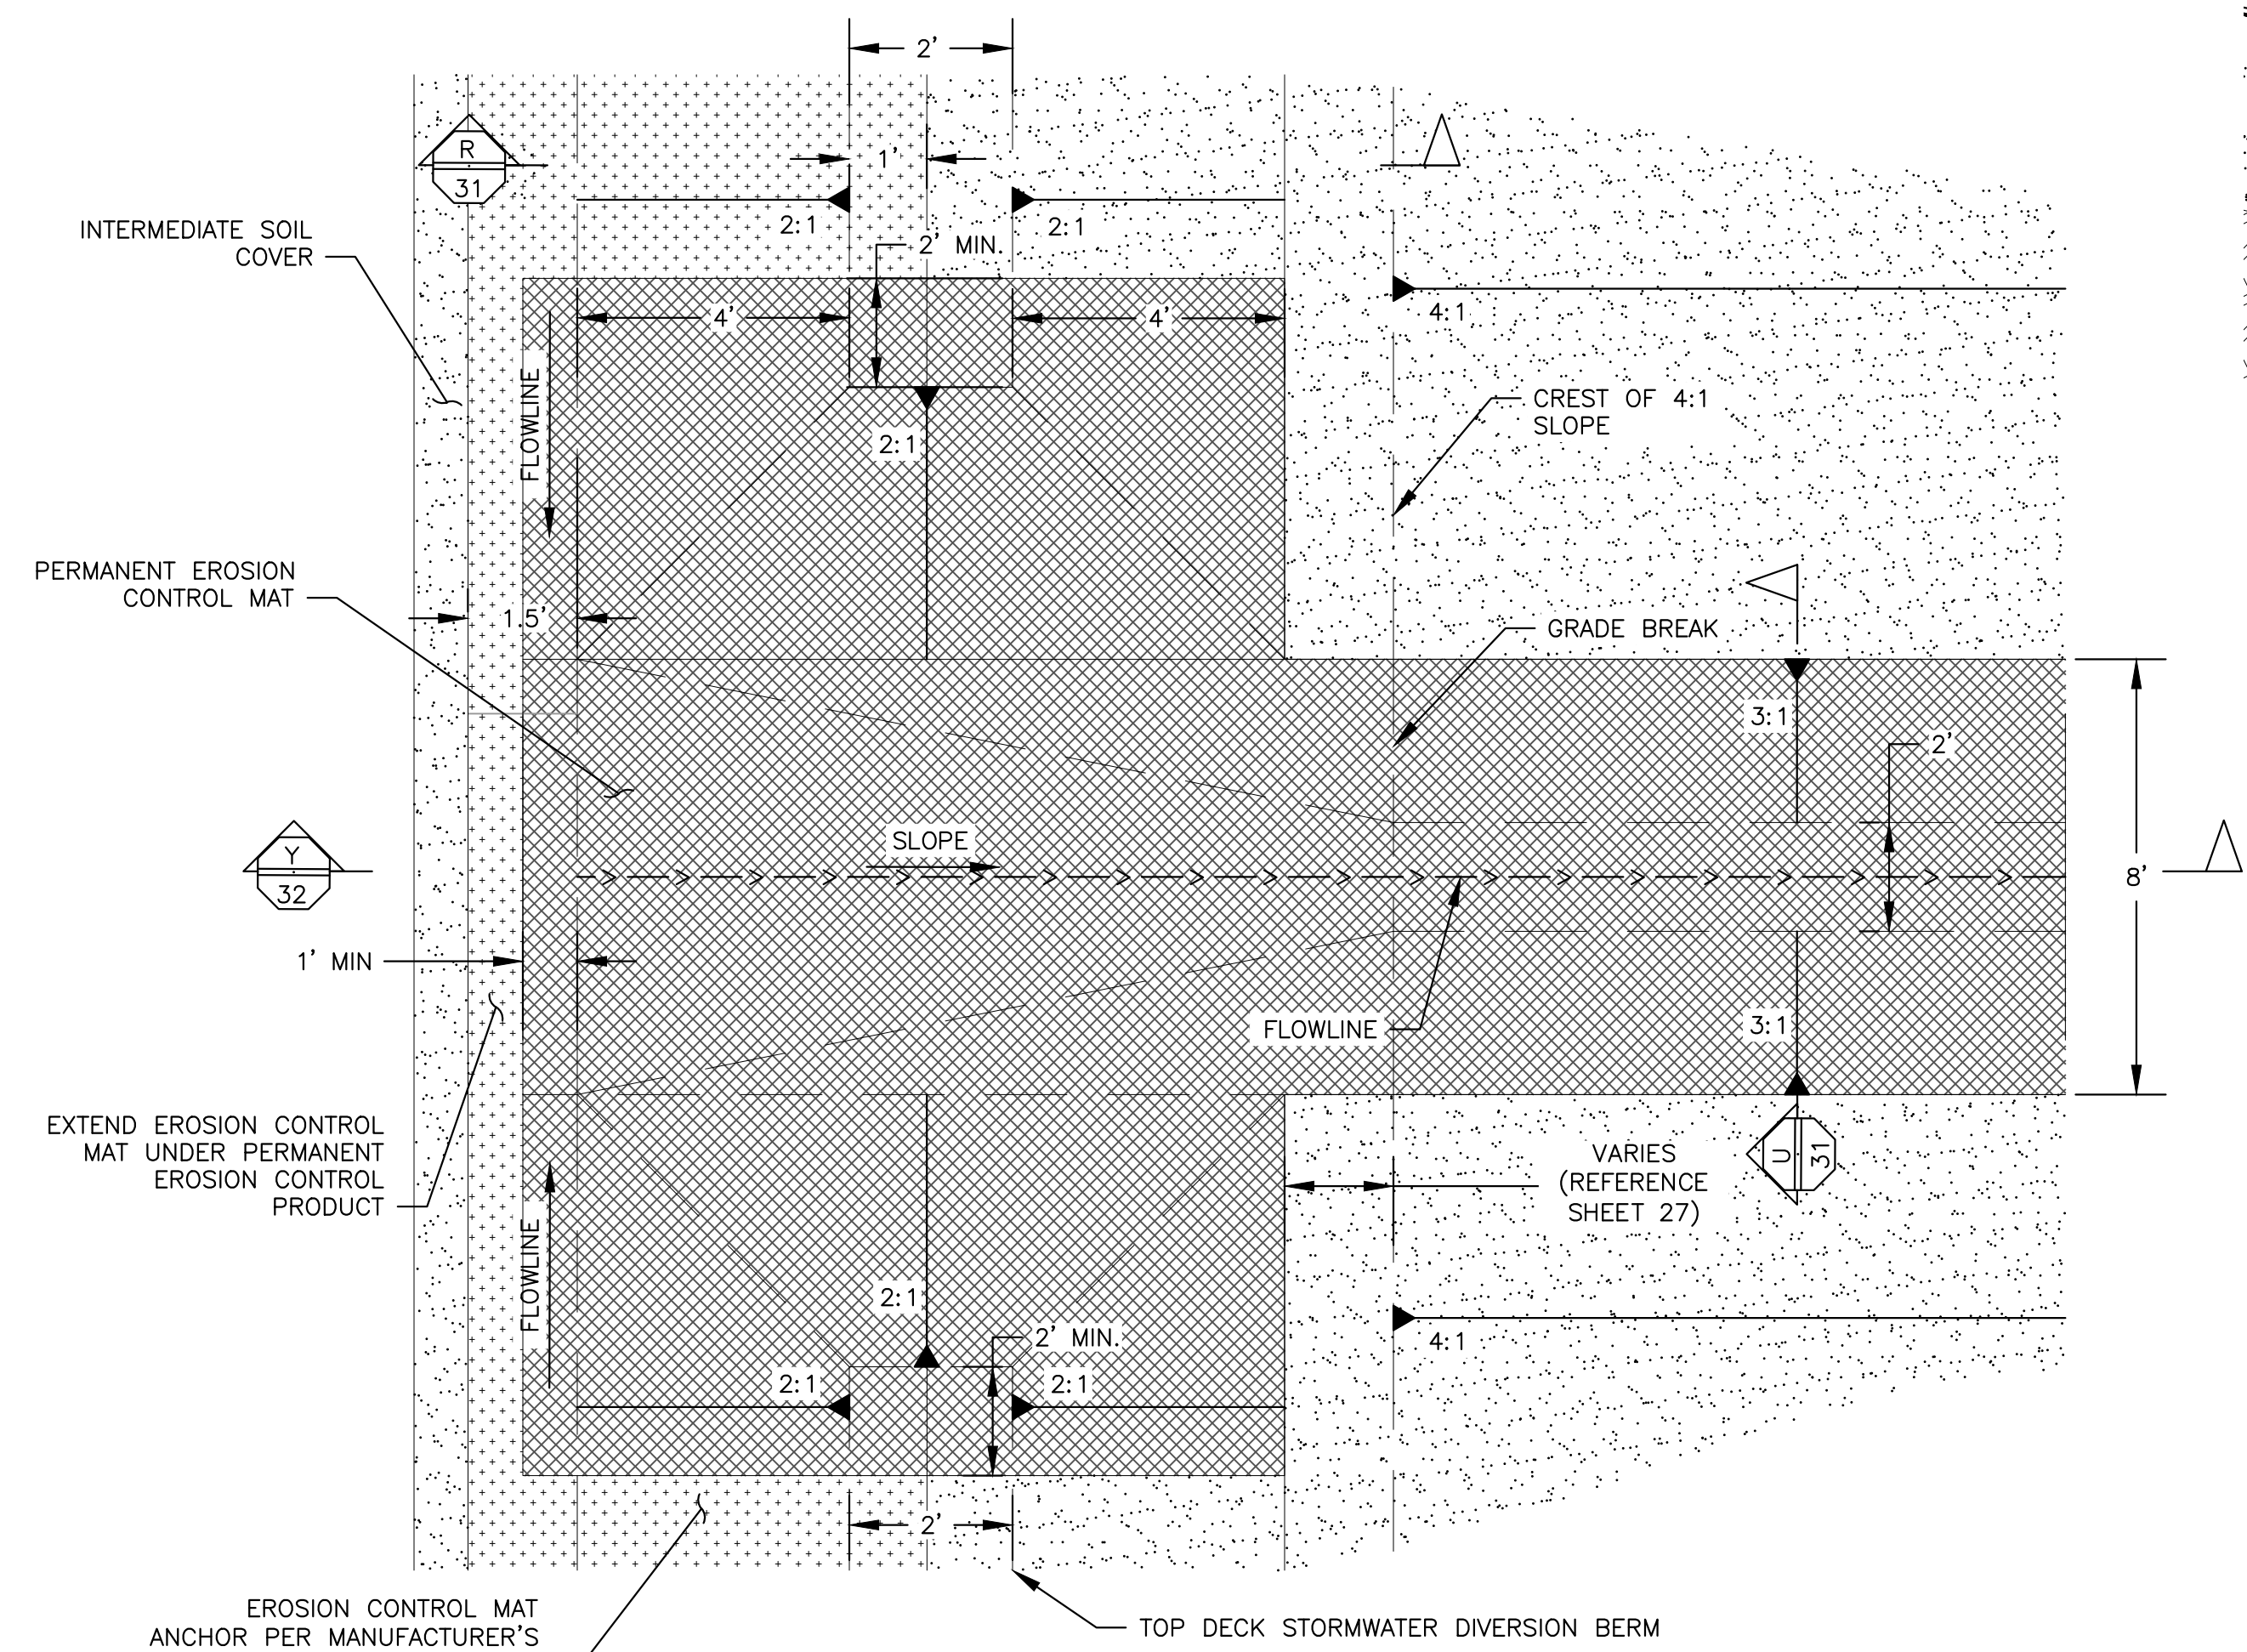 2'
1'
R
31
2:1
2:1
INTERMEDIATE SOIL
COVER
2' MIN.
4:1
4'
4'
FLOWLINE
CREST OF 4:1
SLOPE
2:1
PERMANENT EROSION
CONTROL MAT
1.5'
GRADE BREAK
3:1
2'
SLOPE
Y
32
8'
1' MIN
FLOWLINE
3:1
EXTEND EROSION CONTROL
MAT UNDER PERMANENT
EROSION CONTROL
PRODUCT
VARIES
(REFERENCE
SHEET 27)
U
31
FLOWLINE
2:1
2' MIN.
4:1
2:1
2:1
2'
EROSION CONTROL MAT
ANCHOR PER MANUFACTURER'S
TOP DECK STORMWATER DIVERSION BERM